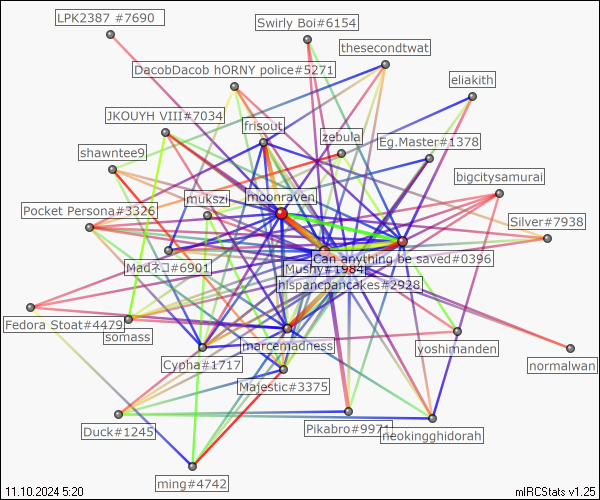 LPK2387 #7690
Swirly Boi#6154
thesecondtwat
DacobDacob hORNY police#5271
eliakith
JKOUYH VIII#7034
frisout
zebula
Eg.Master#1378
shawntee9
bigcitysamurai
mukszi
moonraven
Pocket Persona#3326
Silver#7938
Can anything be saved#0396
Madネコ#6901
Mushy#1984
hispancpancakes#2928
Fedora Stoat#4479
somass
marcemadness
yoshimanden
Cypha#1717
normalwan
Majestic#3375
Duck#1245
Pikabro#9971
neokingghidorah
ming#4742
11.10.2024 5:20
mIRCStats v1.25